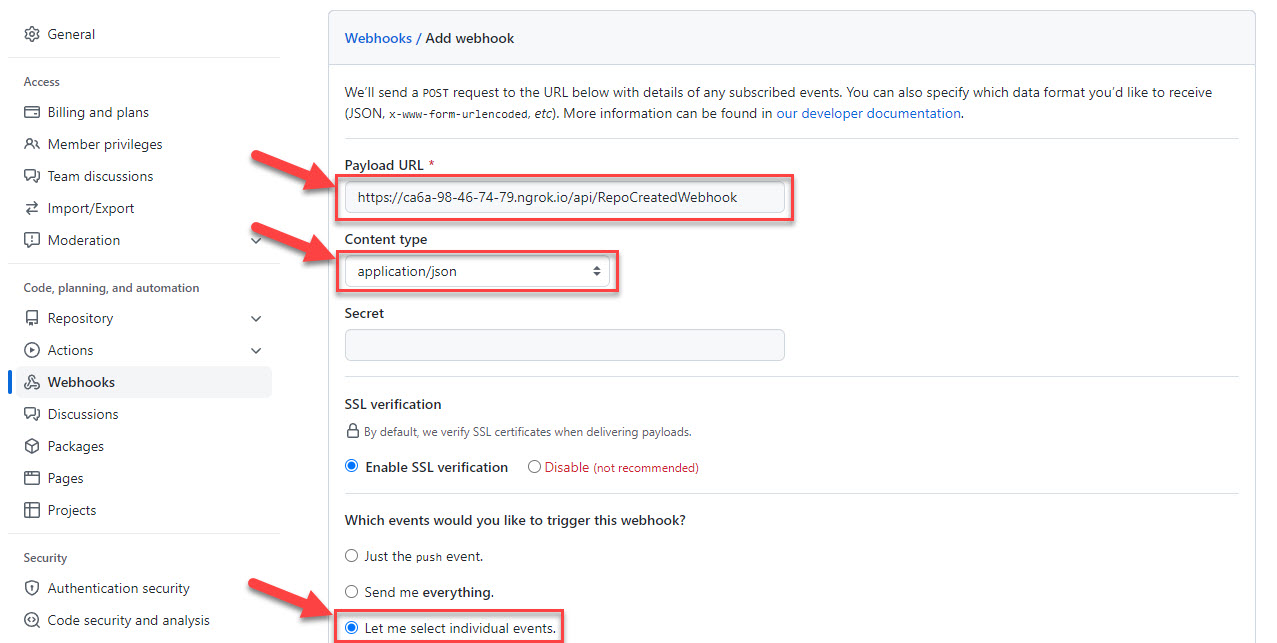 General
Access
Billing and plans
Member privileges
Team discussions
Import/Export
Moderation
Code, planning, and automation
Repository
Actions
Webhooks
Discussions
Packages
Pages
Projects
Security
Authentication security
Code security and analysis
Webhooks / Add webhook
We'll send a POST request to the URL below with details of any subscribed events. You can also specify which data format you'd like to receive
(JSON, x-www-form-urlencoded, etc). More information can be found in our developer documentation.
Payload URL *
https://ca6a-98-46-74-79.ngrok.io/api/RepoCreatedWebhook
Content type
application/json
Secret
SSL verification
By default, we verify SSL certificates when delivering payloads.
Enable SSL verification Disable (not recommended)
Which events would you like to trigger this webhook?
Just the push event.
Send me everything.
Let me select individual events.